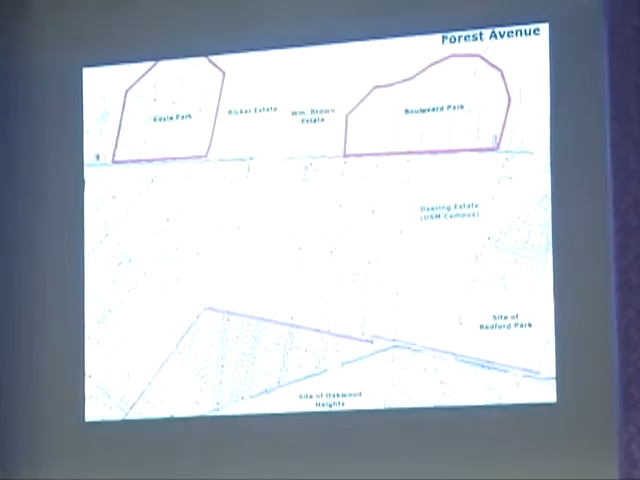 Forest Avenue
Coyle Park
Ricker Estate
Wm. Brown
Estate
Boulevard Park
Deering Estate
(USM Campus)
Site of
Bedford Park
Site of Oakwood
Heights